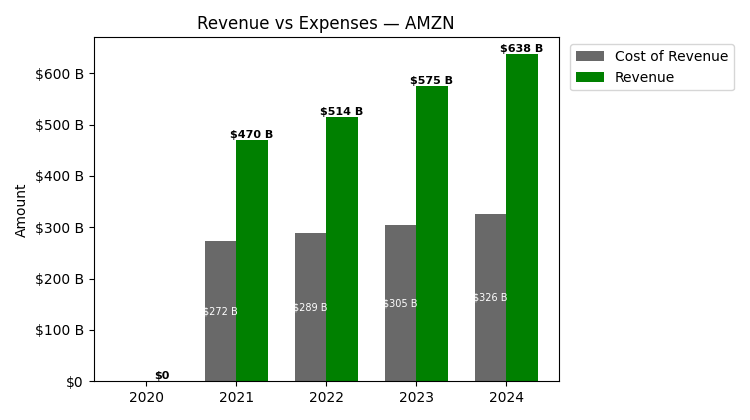 Revenue vs Expenses — AMZN
Cost of Revenue
Revenue
Amount
$600 B
$500 B
$400 B
$300 B
$200 B
$100 B
$0
$0
$272 B
$470 B
$289 B
$514 B
$305 B
$575 B
$326 B
$638 B
2020 2021 2022 2023 2024